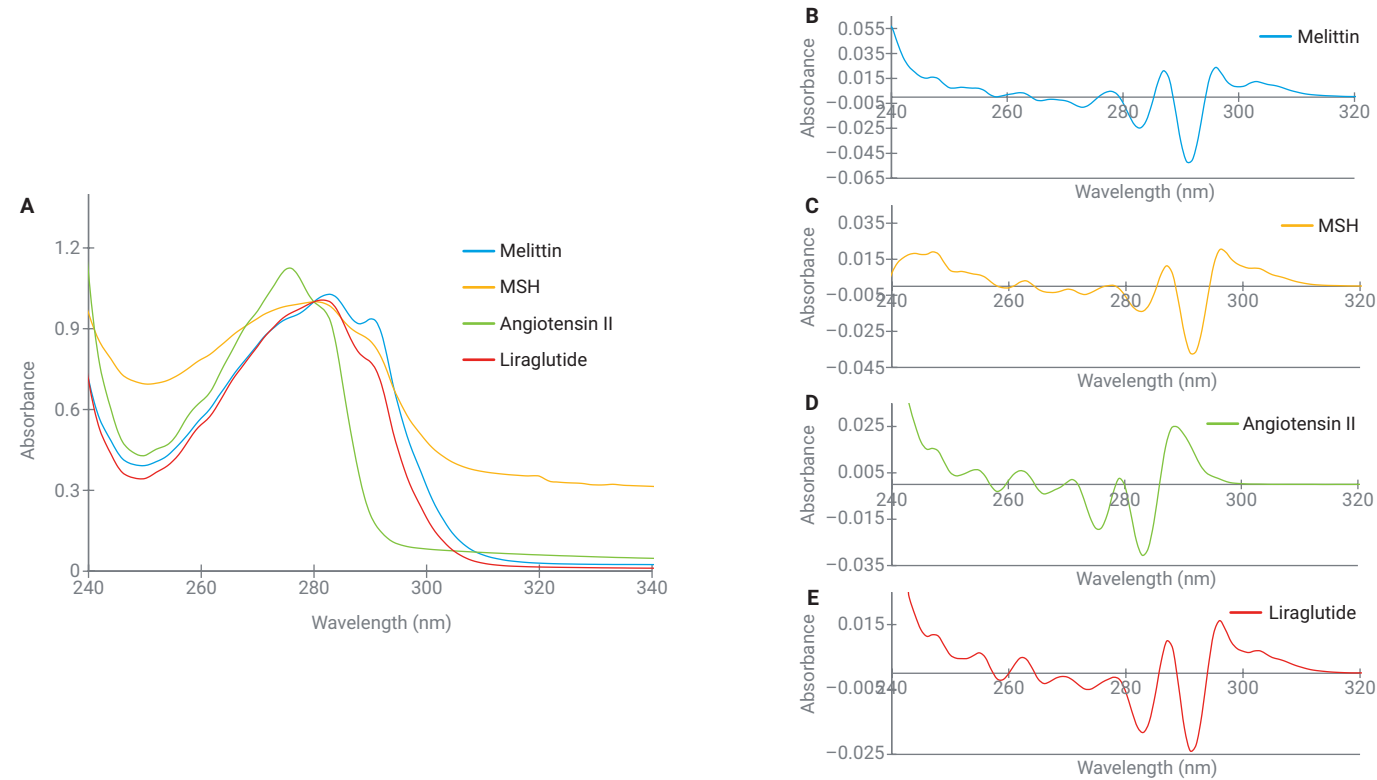 A
Absorbance
1.2
0.9
0.6
0.3
0
240 260 280 300 320 340
Wavelength (nm)
Melittin
MSH
Angiotensin II
Liraglutide
B
Absorbance
0.055
0.035
0.015
−0.005
−0.025
−0.045
−0.065
240 260 280 300 320
Wavelength (nm)
Melittin
C
Absorbance
0.035
0.015
−0.005
−0.025
−0.045
240 260 280 300 320
Wavelength (nm)
MSH
D
Absorbance
0.025
0.005
−0.015
−0.035
240 260 280 300 320
Wavelength (nm)
Angiotensin II
E
Absorbance
0.015
−0.005
−0.025
240 260 280 300 320
Wavelength (nm)
Liraglutide